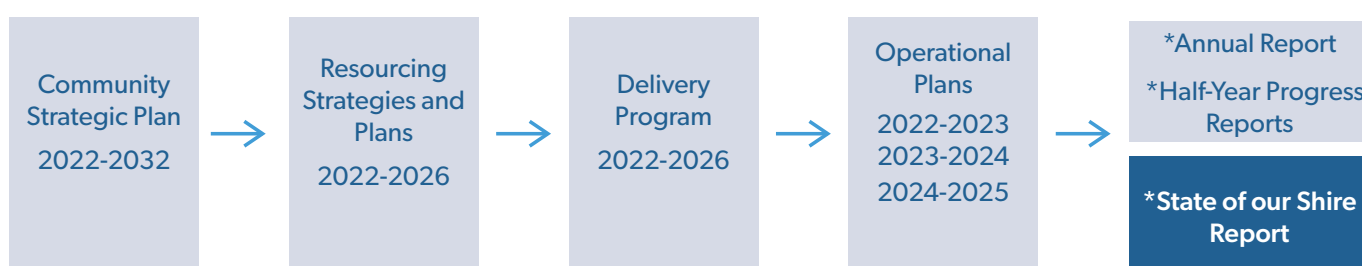 Community
Strategic Plan
2022-2032
Resourcing
Strategies and
Plans
2022-2026
Delivery
Program
2022-2026
Operational
Plans
2022-2023
2023-2024
2024-2025
*Annual Report
*Half-Year Progress
Reports
*State of our Shire
Report